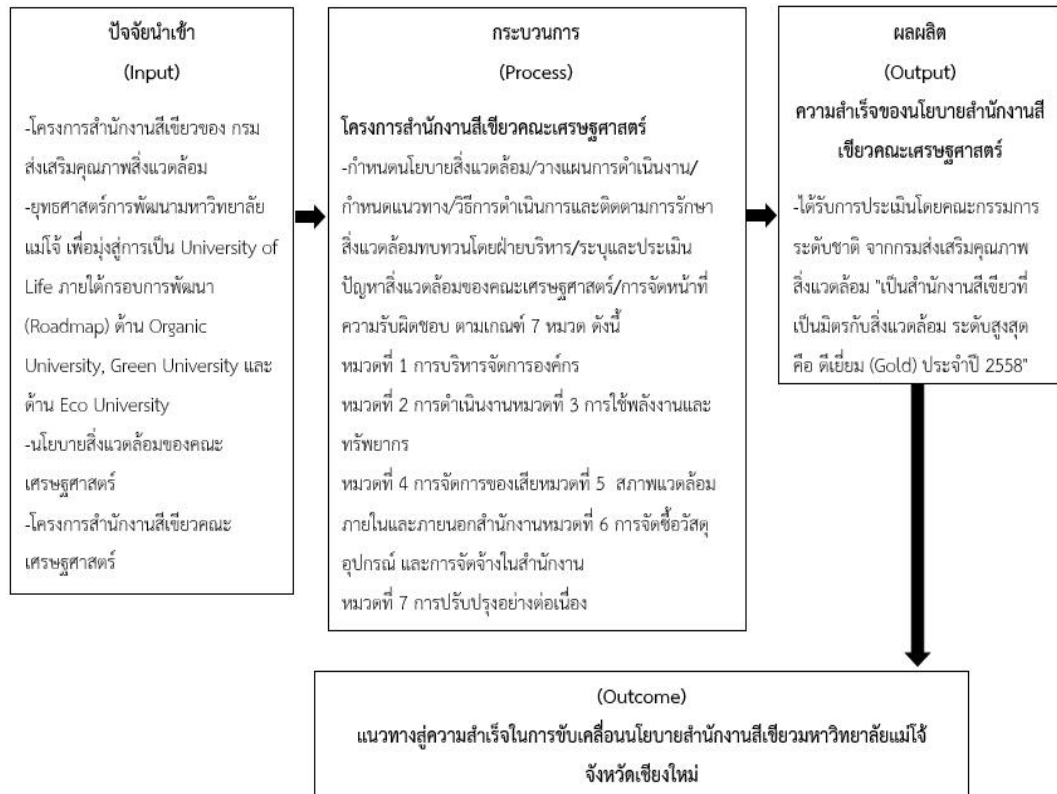 ปัจจัยนำเข้า
(Input)
-โครงการสำนักงานสีเขียวของ กรม
ส่งเสริมคุณภาพสิ่งแวดล้อม
-ยุทธศาสตร์การพัฒนามหาวิทยาลัย
แม่โจ้ เพื่อมุ่งสู่การเป็น University of
Life ภายใต้กรอบการพัฒนา
(Roadmap) ด้าน Organic
University, Green University และ
ด้าน Eco University
-นโยบายสิ่งแวดล้อมของคณะ
เศรษฐศาสตร์
-โครงการสำนักงานสีเขียวคณะ
เศรษฐศาสตร์
กระบวนการ
(Process)
โครงการสำนักงานสีเขียวคณะเศรษฐศาสตร์
-กำหนดนโยบายสิ่งแวดล้อม/วางแผนการดำเนินงาน/
กำหนดแนวทาง/วิธีการดำเนินการและติดตามการรักษา
สิ่งแวดล้อมทบทวนโดยฝ่ายบริหาร/ระบุและประเมิน
ปัญหาสิ่งแวดล้อมของคณะเศรษฐศาสตร์/การจัดหน้าที่
ความรับผิดชอบ ตามเกณฑ์ 7 หมวด ดังนี้
หมวดที่ 1 การบริหารจัดการองค์กร
หมวดที่ 2 การดำเนินงานหมวดที่ 3 การใช้พลังงานและ
ทรัพยากร
หมวดที่ 4 การจัดการของเสียหมวดที่ 5 สภาพแวดล้อม
ภายในและภายนอกสำนักงานหมวดที่ 6 การจัดซื้อวัสดุ
อุปกรณ์ และการจัดจ้างในสำนักงาน
หมวดที่ 7 การปรับปรุงอย่างต่อเนื่อง
ผลผลิต
(Output)
ความสำเร็จของนโยบายสำนักงานสี
เขียวคณะเศรษฐศาสตร์
-ได้รับการประเมินโดยคณะกรรมการ
ระดับชาติ จากกรมส่งเสริมคุณภาพ
สิ่งแวดล้อม "เป็นสำนักงานสีเขียวที่
เป็นมิตรกับสิ่งแวดล้อม ระดับสูงสุด
คือ ดีเยี่ยม (Gold) ประจำปี 2558"
(Outcome)
แนวทางสู่ความสำเร็จในการขับเคลื่อนนโยบายสำนักงานสีเขียวมหาวิทยาลัยแม่โจ้
จังหวัดเชียงใหม่